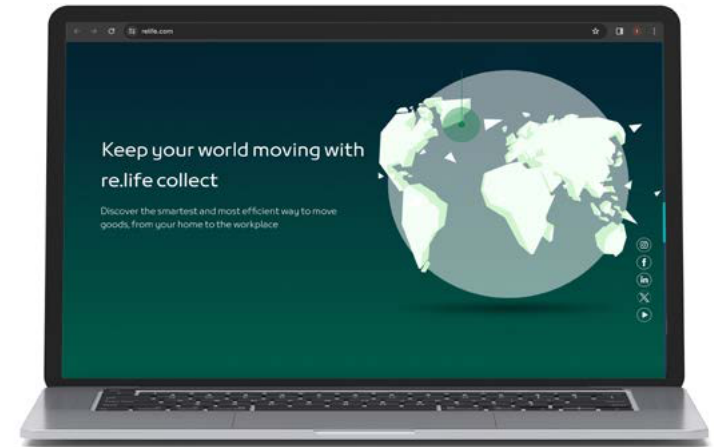 relife.com
Keep your world moving with
re.life collect
Discover the smartest and most efficient way to move
goods, from your home to the workplace